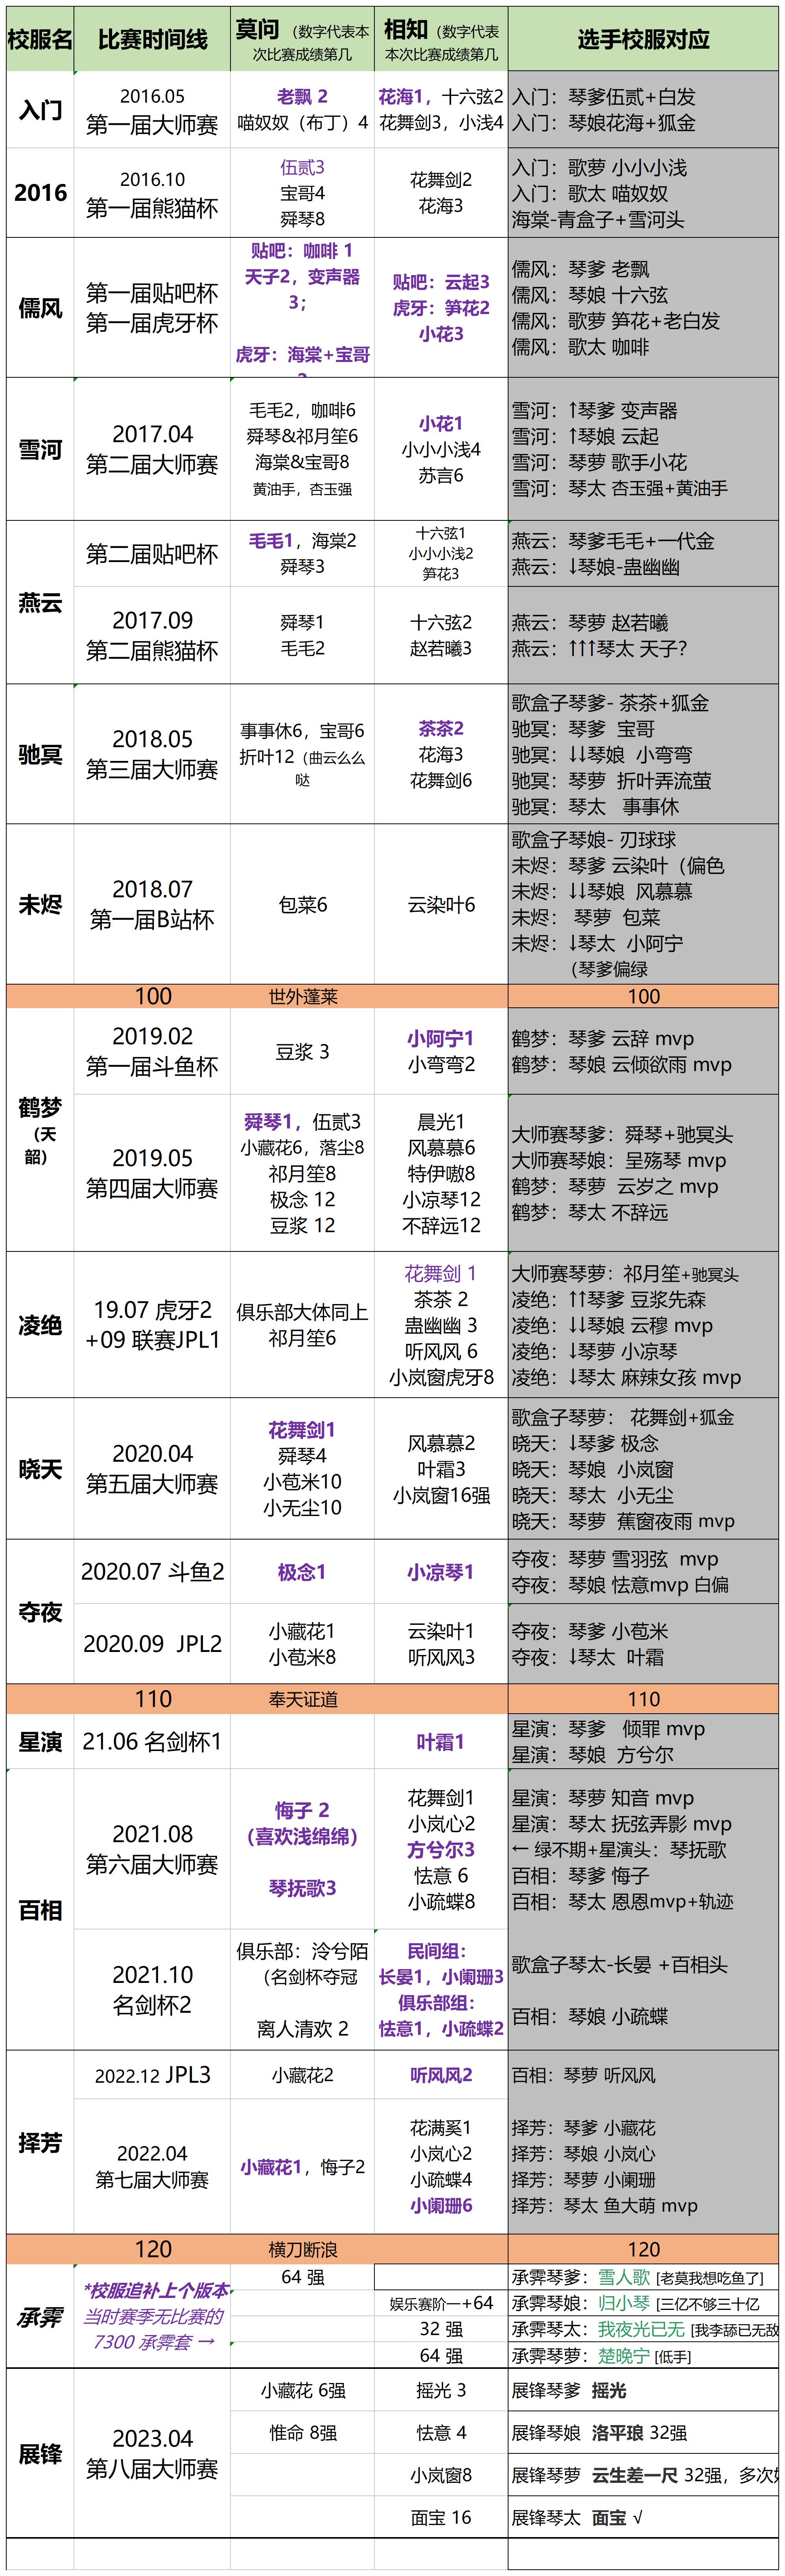 校服名 比赛时间线 莫问（数字代表本次比赛成绩第几 相知（数字代表本次比赛成绩第几 选手校服对应
入门
2016.05
第一届大师赛
老飘 2
喵奴奴（布丁）4
花海1，十六弦2
花舞剑3，小浅4
入门：琴爹伍贰+白发
入门：琴娘花海+狐金
2016
2016.10
第一届熊猫杯
伍贰3
宝哥4
舜琴8
花舞剑2
花海3
入门：歌萝 小小小浅
入门：歌太 喵奴奴
海棠-青盒子+雪河头
儒风
第一届贴吧杯
第一届虎牙杯
贴吧：咖啡 1
天子2，变声器
3；
虎牙：海棠+宝哥
贴吧：云起3
虎牙：笋花2
小花3
儒风：琴爹 老飘
儒风：琴娘 十六弦
儒风：歌萝 笋花+老白发
儒风：歌太 咖啡
雪河
2017.04
第二届大师赛
毛毛2，咖啡6
舜琴&祁月笙6
海棠&宝哥8
黄油手，杏玉强
小花1
小小小浅4
苏言6
雪河：↑琴爹 变声器
雪河：↑琴娘 云起
雪河：琴萝 歌手小花
雪河：琴太 杏玉强+黄油手
燕云
第二届贴吧杯
毛毛1，海棠2
舜琴3
十六弦1
小小小浅2
笋花3
燕云：琴爹毛毛+一代金
燕云：↓琴娘-蛊幽幽
2017.09
第二届熊猫杯
舜琴1
毛毛2
十六弦2
赵若曦3
燕云：琴萝 赵若曦
燕云：↑↑↑琴太 天子?
驰冥
2018.05
第三届大师赛
事事休6，宝哥6
折叶12（曲云么么
哒
茶茶2
花海3
花舞剑6
歌盒子琴爹- 茶茶+狐金
驰冥：琴爹 宝哥
驰冥：↓↓琴娘 小弯弯
驰冥：琴萝 折叶弄流萤
驰冥：琴太 事事休
未烬
2018.07
第一届B站杯
包菜6
云染叶6
歌盒子琴娘- 刃球球
未烬：琴爹 云染叶（偏色
未烬：↓↓琴娘 风慕慕
未烬： 琴萝 包菜
未烬：↓琴太 小阿宁
（琴爹偏绿
100 世外蓬莱 100
鹤梦
（天
韶）
2019.02
第一届斗鱼杯
豆浆 3
小阿宁1
小弯弯2
鹤梦：琴爹 云辞 mvp
鹤梦：琴娘 云倾欲雨 mvp
2019.05
第四届大师赛
舜琴1，伍贰3
小藏花6，落尘8
祁月笙8
极念 12
豆浆 12
晨光1
风慕慕6
特伊嗷8
小凉琴12
不辞远12
大师赛琴爹：舜琴+驰冥头
大师赛琴娘：呈殇琴 mvp
鹤梦：琴萝 云岁之 mvp
鹤梦：琴太 不辞远
凌绝
19.07 虎牙2
+09 联赛JPL1
俱乐部大体同上
祁月笙6
花舞剑 1
茶茶 2
蛊幽幽 3
听风风 6
小岚窗虎牙8
大师赛琴萝：祁月笙+驰冥头
凌绝：↑↑琴爹 豆浆先森
凌绝：↓↓琴娘 云穆 mvp
凌绝：↓琴萝 小凉琴
凌绝：↓琴太 麻辣女孩 mvp
晓天
2020.04
第五届大师赛
花舞剑1
舜琴4
小苞米10
小无尘10
风慕慕2
叶霜3
小岚窗16强
歌盒子琴萝： 花舞剑+狐金
晓天：↓琴爹 极念
晓天：琴娘 小岚窗
晓天：琴太 小无尘
晓天：琴萝 蕉窗夜雨 mvp
夺夜
2020.07 斗鱼2
极念1
小凉琴1
夺夜：琴萝 雪羽弦 mvp
夺夜：琴娘 怯意mvp 白偏
2020.09 JPL2
小藏花1
小苞米8
云染叶1
听风风3
夺夜：琴爹 小苞米
夺夜：↓琴太 叶霜
110 奉天证道 110
星演
21.06 名剑杯1
叶霜1
星演：琴爹 倾罪 mvp
星演：琴娘 方兮尔
百相
2021.08
第六届大师赛
悔子 2
（喜欢浅绵绵）
琴抚歌3
花舞剑1
小岚心2
方兮尔3
怯意 6
小疏蝶8
星演：琴萝 知音 mvp
星演：琴太 抚弦弄影 mvp
← 绿不期+星演头：琴抚歌
百相：琴爹 悔子
百相：琴太 恩恩mvp+轨迹
2021.10
名剑杯2
俱乐部：泠兮陌
（名剑杯夺冠
离人清欢 2
民间组：
长晏1，小阑珊3
俱乐部组：
怯意1，小疏蝶2
歌盒子琴太-长晏 +百相头
百相：琴娘 小疏蝶
择芳
2022.12 JPL3
小藏花2
听风风2
百相：琴萝 听风风
2022.04
第七届大师赛
小藏花1，悔子2
花满奚1
小岚心2
小疏蝶4
小阑珊6
择芳：琴爹 小藏花
择芳：琴娘 小岚心
择芳：琴萝 小阑珊
择芳：琴太 鱼大萌 mvp
120 横刀断浪 120
承霁
*校服追补上个版本
当时赛季无比赛的
7300 承霁套 →
64 强
承霁琴爹：雪人歌 [老莫我想吃鱼了]
娱乐赛阶一+64
承霁琴娘：归小琴 [三亿不够三十亿
32 强
承霁琴太：我夜光已无 [我李舔已无敌
64 强
承霁琴萝：楚晚宁 [低手]
展锋
2023.04
第八届大师赛
小藏花 6强
摇光 3
展锋琴爹 摇光
惟命 8强
怯意 4
展锋琴娘 洛平琅 32强
小岚窗8
展锋琴萝 云生差一尺 32强，多次
面宝 16
展锋琴太 面宝 √